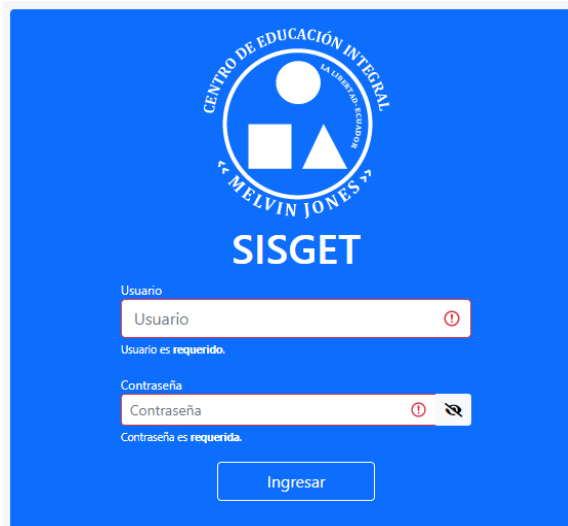 CENTRO DE EDUCACIÓN INTEGRAL
LA LIBERTAD-ECUADOR
<< MELVIN JONES >>
SISGET
Usuario
Usuario
Usuario es requerido.
Contraseña
Contraseña
Contraseña es requerida.
Ingresar